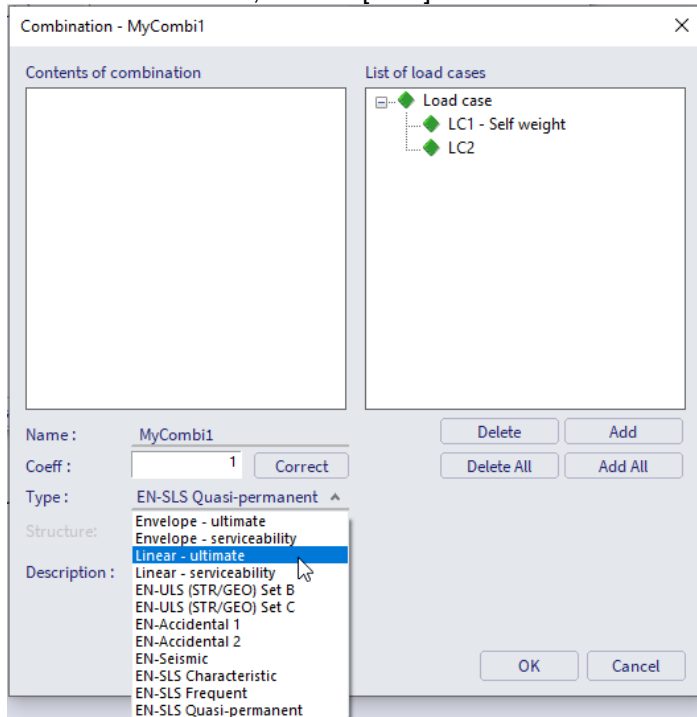 Combination - MyCombi1
Contents of combination
List of load cases
Load case
LC1 - Self weight
LC2
Name : MyCombi1
Delete Add
Coeff : 1 Correct
Delete All Add All
Type : EN-SLS Quasi-permanent
Structure:
Envelope - ultimate
Envelope - serviceability
Linear - ultimate
Description : Linear - serviceability
EN-ULS (STR/GEO) Set B
EN-ULS (STR/GEO) Set C
EN-Accidental 1
EN-Accidental 2
EN-Seismic
EN-SLS Characteristic
EN-SLS Frequent
EN-SLS Quasi-permanent
OK Cancel